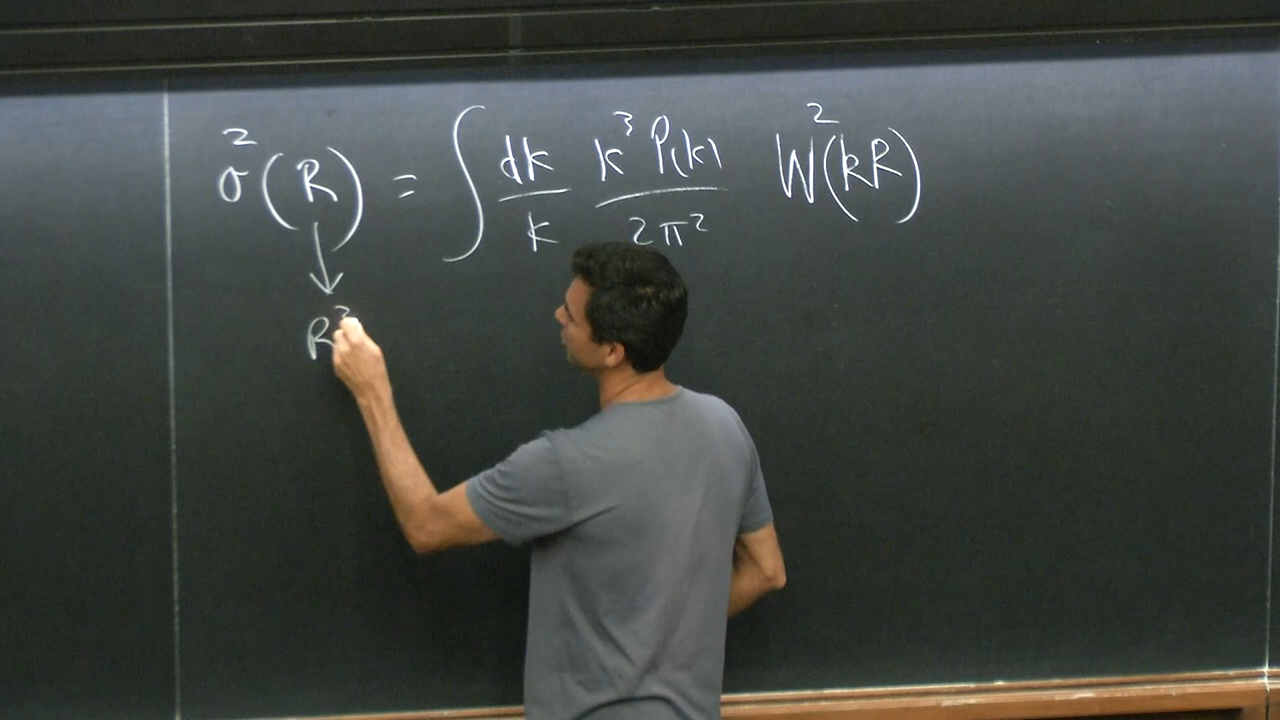 σ²(R) = ∫ dk/k k³P(k)/2π² W²(kR)
↓
R³